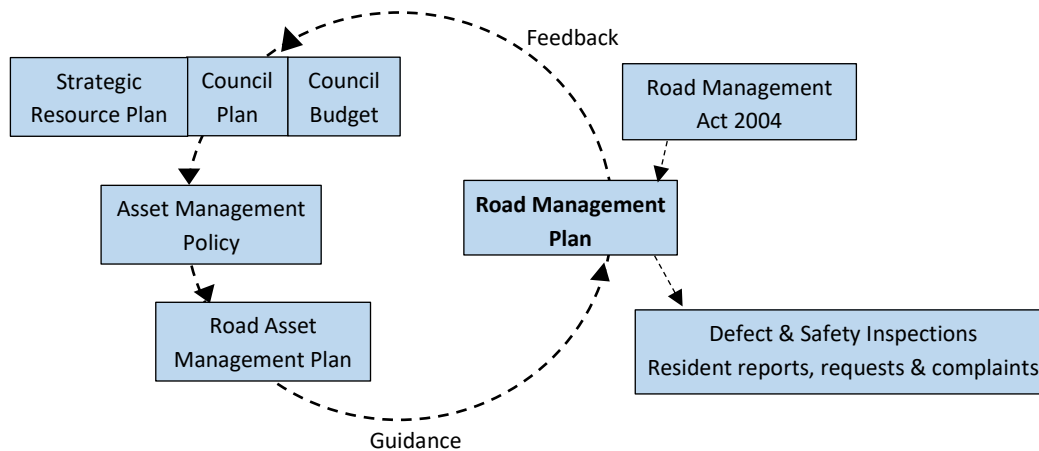 Feedback
Strategic
Resource Plan
Council
Plan
Council
Budget
Road Management
Act 2004
Asset Management
Policy
Road Management
Plan
Road Asset
Management Plan
Defect & Safety Inspections
Resident reports, requests & complaints
Guidance